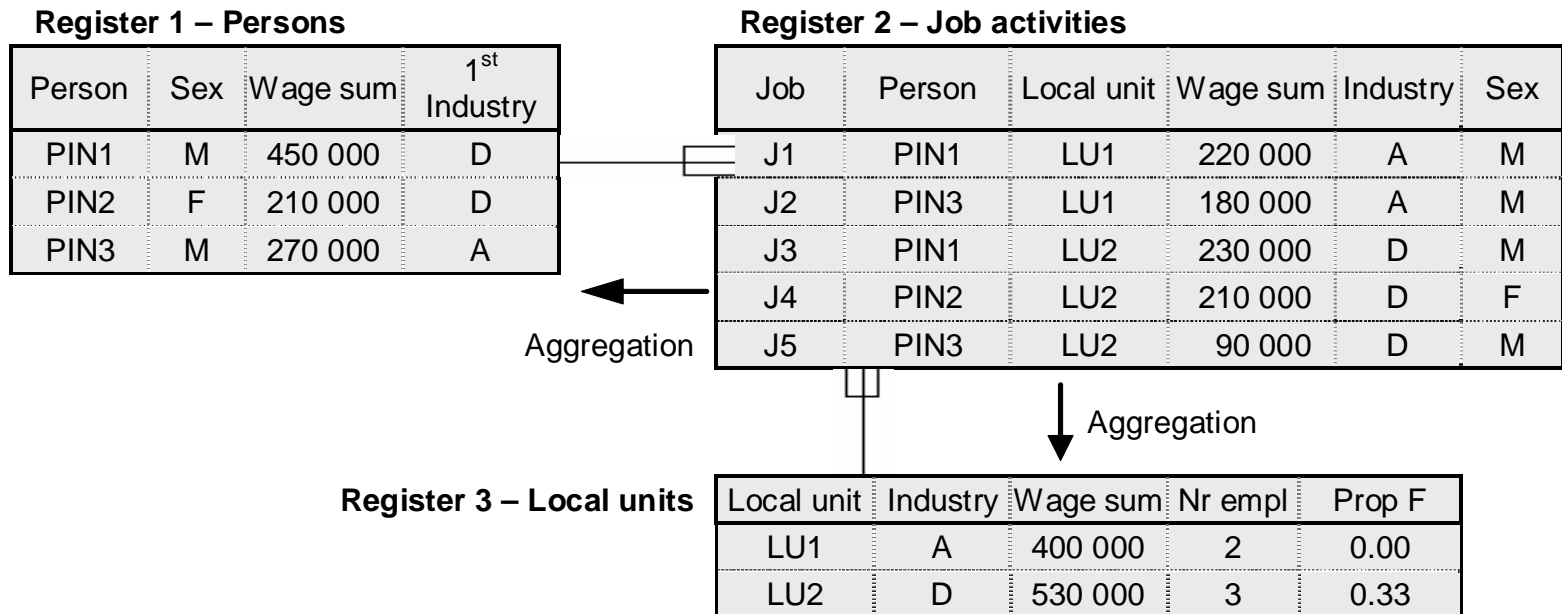 Register 1 – Persons
Person Sex Wage sum 1st Industry
PIN1 M 450 000 D
PIN2 F 210 000 D
PIN3 M 270 000 A
Register 2 – Job activities
Job Person Local unit Wage sum Industry Sex
J1 PIN1 LU1 220 000 A M
J2 PIN3 LU1 180 000 A M
J3 PIN1 LU2 230 000 D M
J4 PIN2 LU2 210 000 D F
J5 PIN3 LU2 90 000 D M
Aggregation
Aggregation
Register 3 – Local units
Local unit Industry Wage sum Nr empl Prop F
LU1 A 400 000 2 0.00
LU2 D 530 000 3 0.33